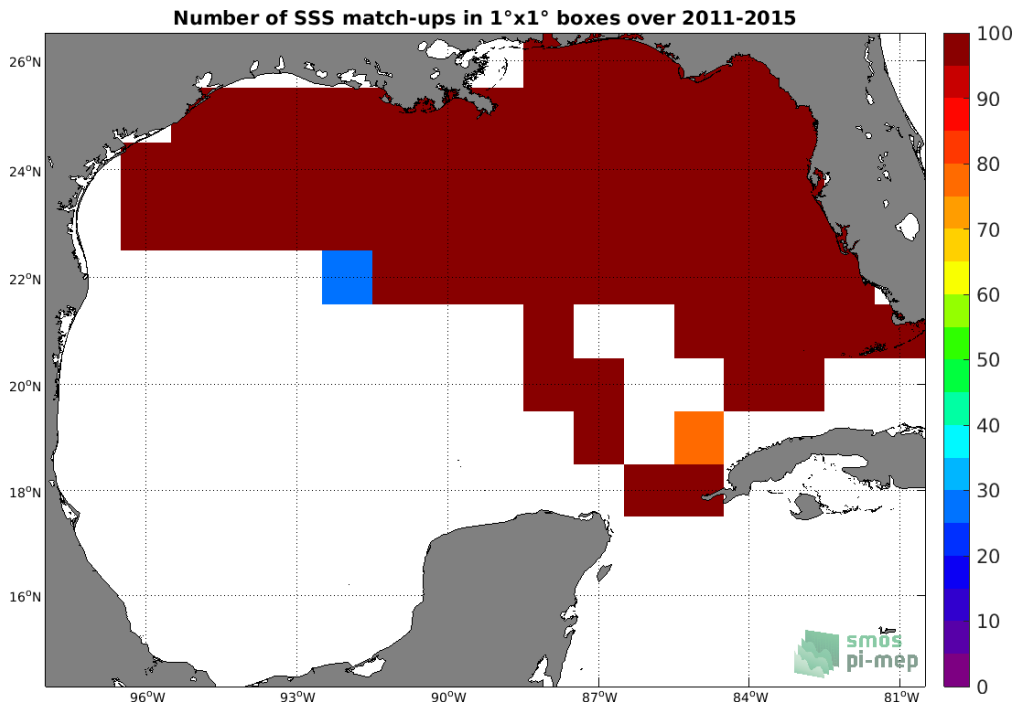 Number of SSS match-ups in 1°x1° boxes over 2011-2015
26°N
24°N
22°N
20°N
18°N
16°N
96°W
93°W
90°W
87°W
84°W
81°W
100
90
80
70
60
50
40
30
20
10
0
smos
pi-mep